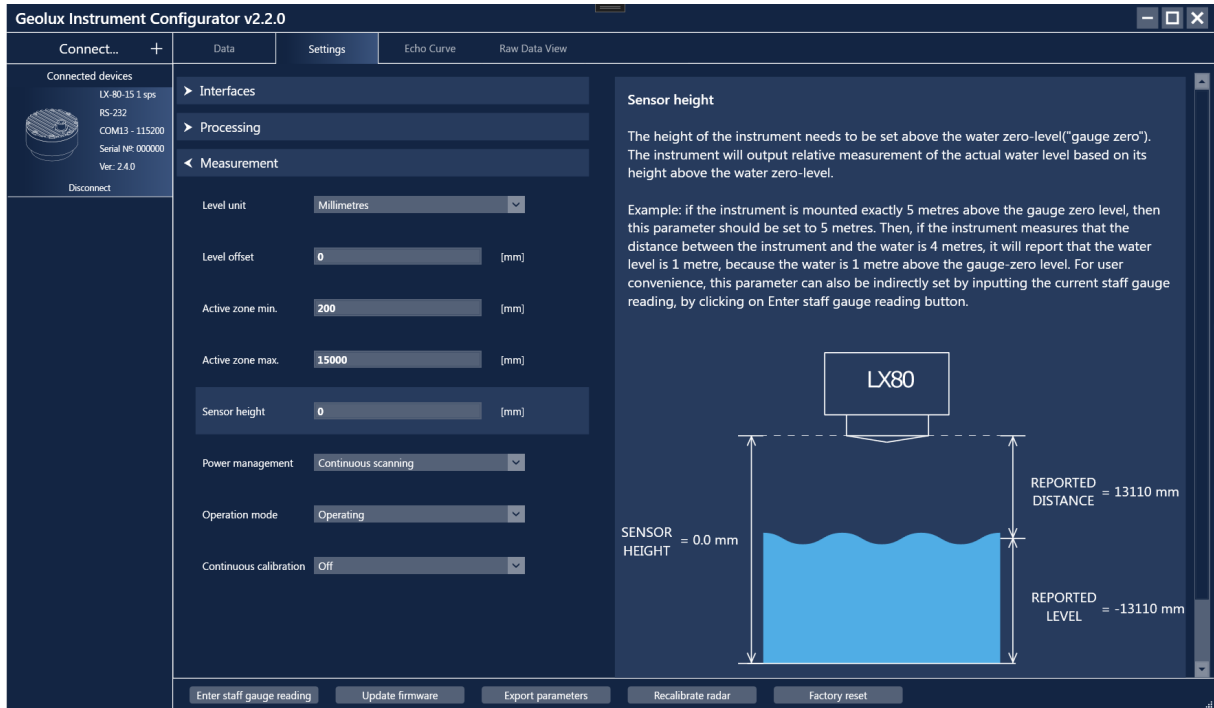 Geolux Instrument Configurator v2.2.0
Connect... +
Data
Settings
Echo Curve
Raw Data View
Connected devices
LX-80-15 1 sps
RS-232
COM13 - 115200
Serial Nº: 000000
Ver.: 2.4.0
Disconnect
Interfaces
Processing
Measurement
Level unit Millimetres
Level offset 0 [mm]
Active zone min. 200 [mm]
Active zone max. 15000 [mm]
Sensor height 0 [mm]
Power management Continuous scanning
Operation mode Operating
Continuous calibration Off
Sensor height
The height of the instrument needs to be set above the water zero-level("gauge zero").
The instrument will output relative measurement of the actual water level based on its
height above the water zero-level.
Example: if the instrument is mounted exactly 5 metres above the gauge zero level, then
this parameter should be set to 5 metres. Then, if the instrument measures that the
distance between the instrument and the water is 4 metres, it will report that the water
level is 1 metre, because the water is 1 metre above the gauge-zero level. For user
convenience, this parameter can also be indirectly set by inputting the current staff gauge
reading, by clicking on Enter staff gauge reading button.
LX80
REPORTED
DISTANCE = 13110 mm
SENSOR
HEIGHT = 0.0 mm
REPORTED
LEVEL = -13110 mm
Enter staff gauge reading
Update firmware
Export parameters
Recalibrate radar
Factory reset